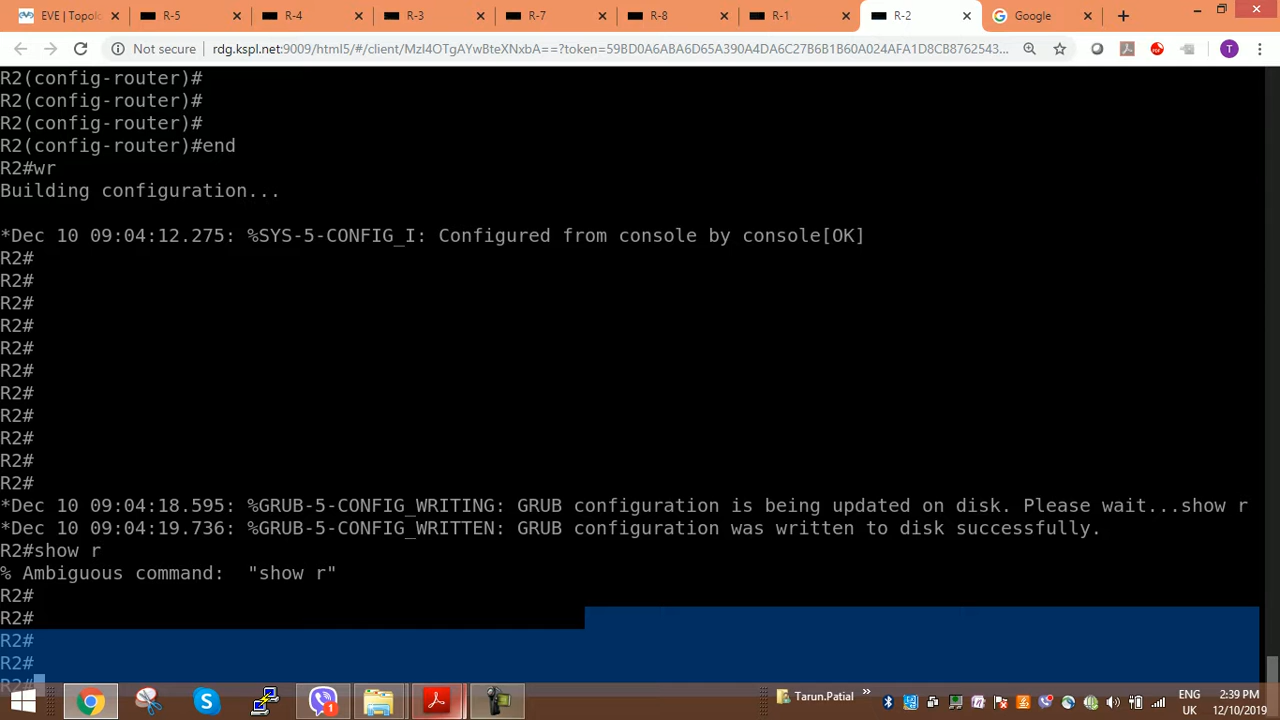 EVE | Topolo
R-5
R-4
R-3
R-7
R-8
R-1
R-2
Google
Not secure
rdg.kspl.net:9009/html5/#/client/MzI4OTgAYwBteXNxbA==?token=59BD0A6ABA6D65A390A4DA6C27B6B1B60A024AFA1D8CB8762543...
T
R2(config-router)#
R2(config-router)#
R2(config-router)#
R2(config-router)#end
R2#wr
Building configuration...
*Dec 10 09:04:12.275: %SYS-5-CONFIG_I: Configured from console by console[OK]
R2#
R2#
R2#
R2#
R2#
R2#
R2#
R2#
R2#
R2#
R2#
*Dec 10 09:04:18.595: %GRUB-5-CONFIG_WRITING: GRUB configuration is being updated on disk. Please wait...show r
*Dec 10 09:04:19.736: %GRUB-5-CONFIG_WRITTEN: GRUB configuration was written to disk successfully.
R2#show r
% Ambiguous command:  "show r"
R2#
R2#
R2#
R2#
R2#
1
Tarun.Patial
ENG
UK
2:39 PM
12/10/2019